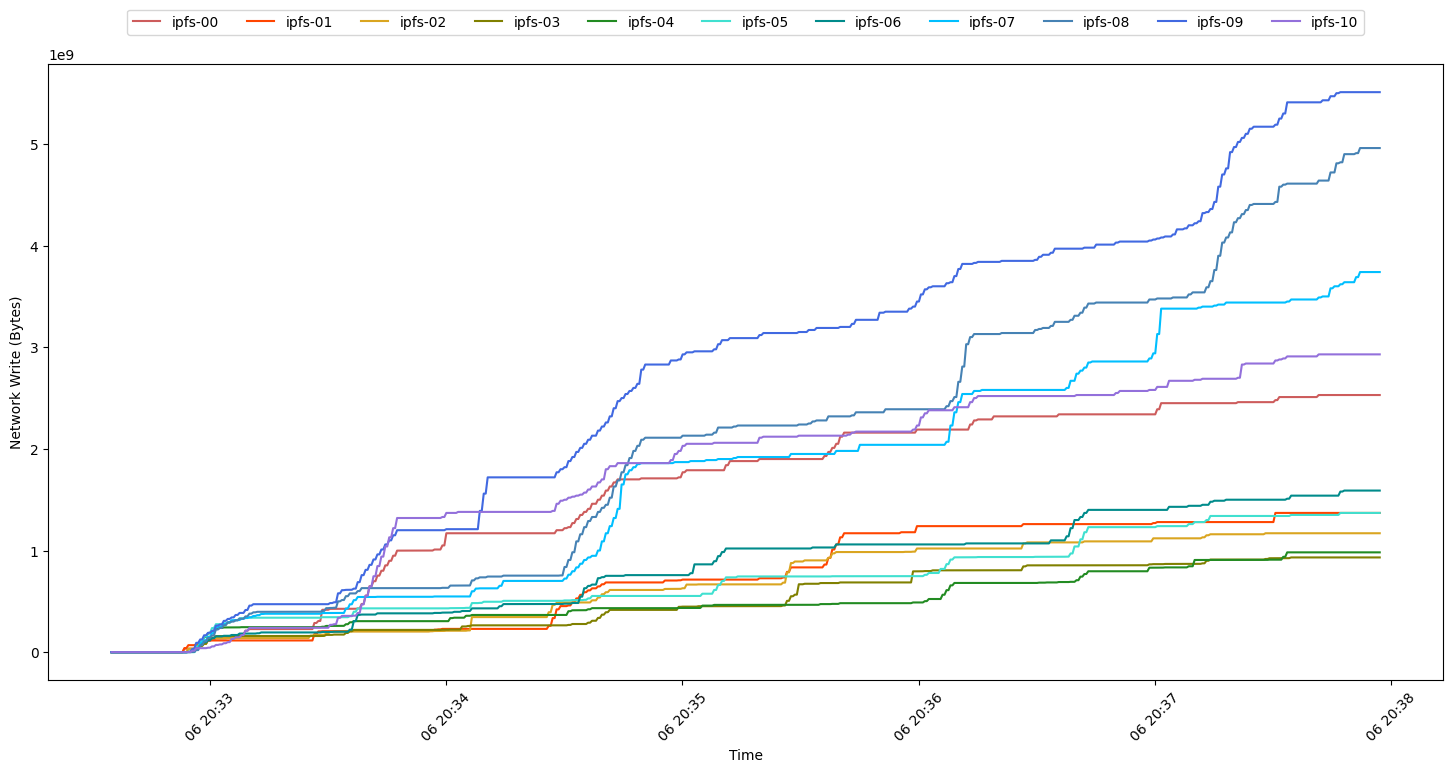 ipfs-00 ipfs-01 ipfs-02 ipfs-03 ipfs-04 ipfs-05 ipfs-06 ipfs-07 ipfs-08 ipfs-09 ipfs-10
1e9
5
4
3
2
1
0
Network Write (Bytes)
06 20:33 06 20:34 06 20:35 06 20:36 06 20:37 06 20:38
Time